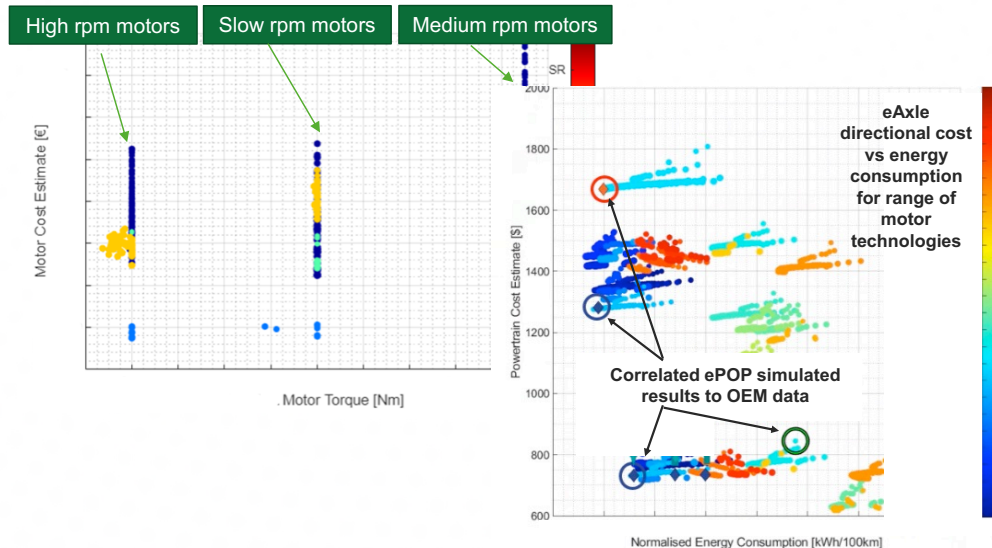 High rpm motors
Slow rpm motors
Medium rpm motors
SR
Motor Cost Estimate [€]
. Motor Torque [Nm]
eAxle
directional cost
vs energy
consumption
for range of
motor
technologies
Powertrain Cost Estimate [$]
2000
1600
1400
1200
800
600
Correlated ePOP simulated
results to OEM data
Normalised Energy Consumption [kWh/100km]